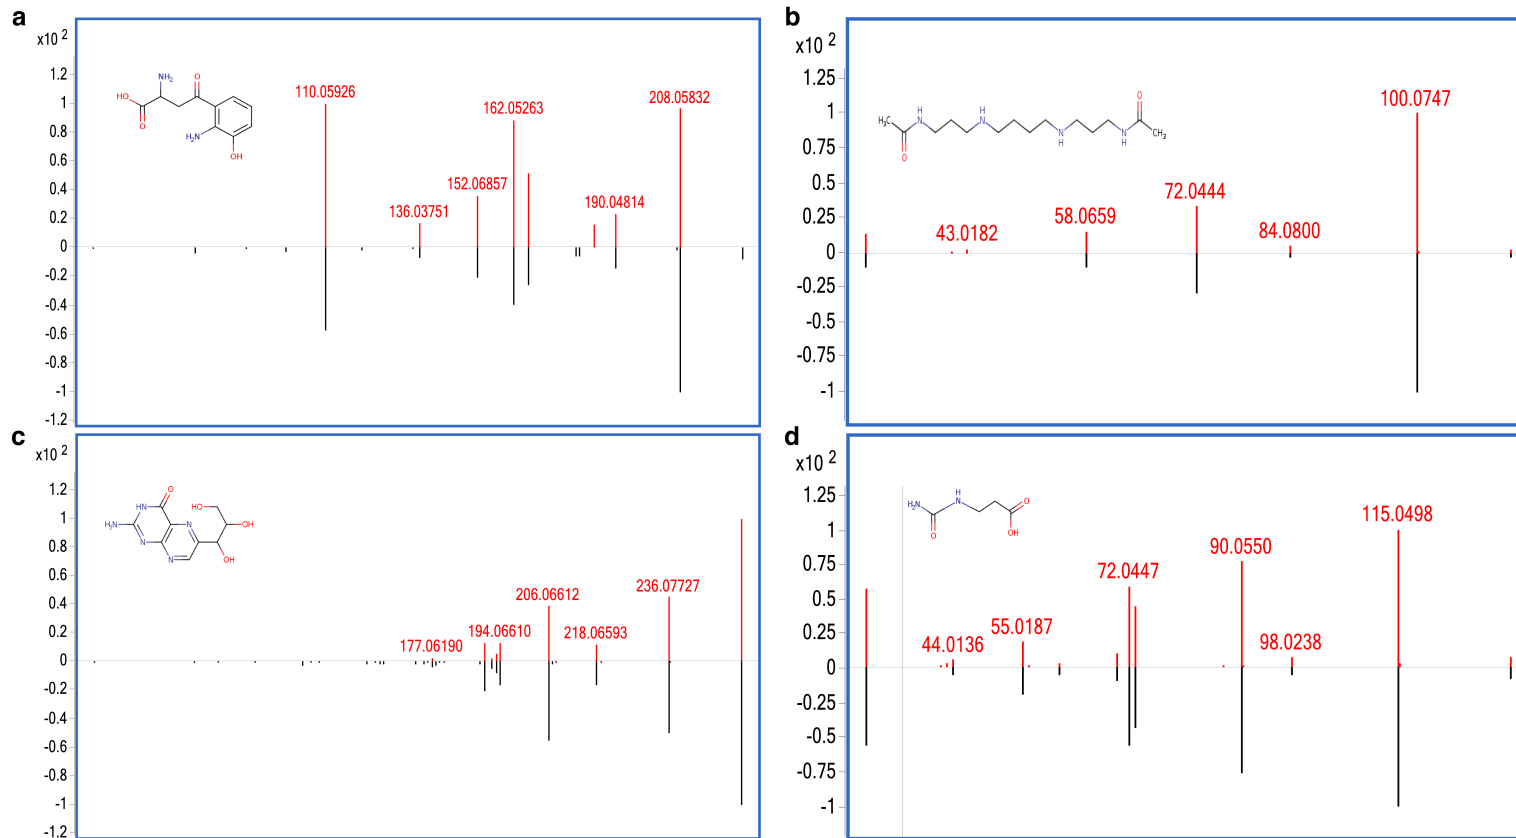 a
x10 2
1.2
1
0.8
0.6
0.4
0.2
0
-0.2
-0.4
-0.6
-0.8
-1
-1.2
NH2
O
HO
O
H2N
OH
110.05926
136.03751
152.06857
162.05263
190.04814
208.05832
b
x10 2
1.25
1
0.75
0.5
0.25
0
-0.25
-0.5
-0.75
-1
H3C
O
H
N
H
N
N
H
N
H
O
CH3
43.0182
58.0659
72.0444
84.0800
100.0747
c
x10 2
1.2
1
0.8
0.6
0.4
0.2
0
-0.2
-0.4
-0.6
-0.8
-1
-1.2
O
HN
H2N
N
N
N
HO
OH
OH
177.06190
194.06610
206.06612
218.06593
236.07727
d
x10 2
1.25
1
0.75
0.5
0.25
0
-0.25
-0.5
-0.75
-1
H2N
O
H
N
O
OH
44.0136
55.0187
72.0447
90.0550
98.0238
115.0498